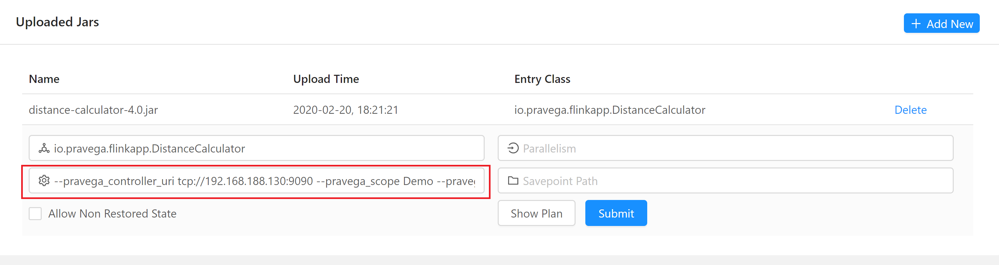 Uploaded Jars
+ Add New
Name Upload Time Entry Class
distance-calculator-4.0.jar 2020-02-20, 18:21:21 io.pravega.flinkapp.DistanceCalculator Delete
io.pravega.flinkapp.DistanceCalculator Parallelism
--pravega_controller_uri tcp://192.168.188.130:9090 --pravega_scope Demo --prave Savepoint Path
Allow Non Restored State Show Plan Submit